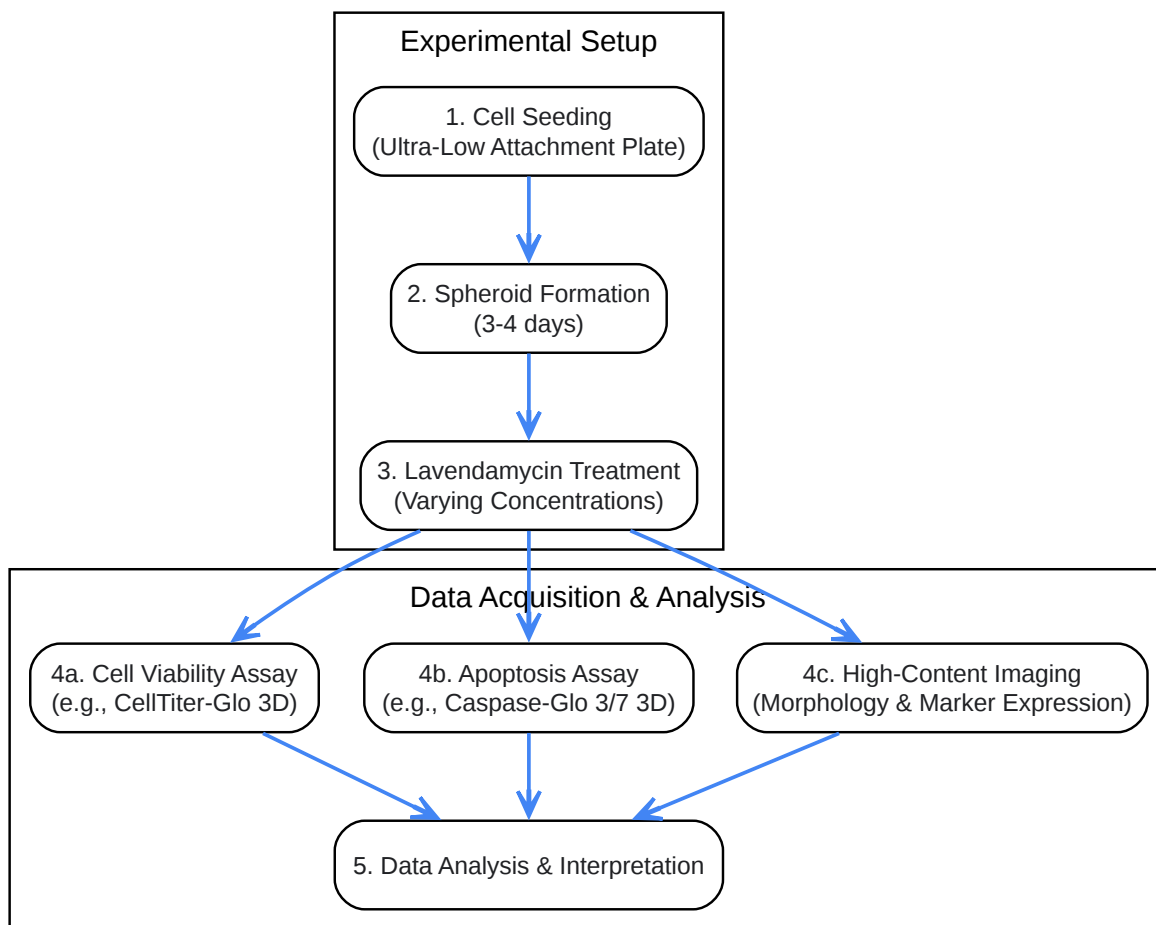 Experimental Setup
1. Cell Seeding
(Ultra-Low Attachment Plate)
2. Spheroid Formation
(3-4 days)
3. Lavendamycin Treatment
(Varying Concentrations)
Data Acquisition & Analysis
4a. Cell Viability Assay
(e.g., CellTiter-Glo 3D)
4b. Apoptosis Assay
(e.g., Caspase-Glo 3/7 3D)
4c. High-Content Imaging
(Morphology & Marker Expression)
5. Data Analysis & Interpretation